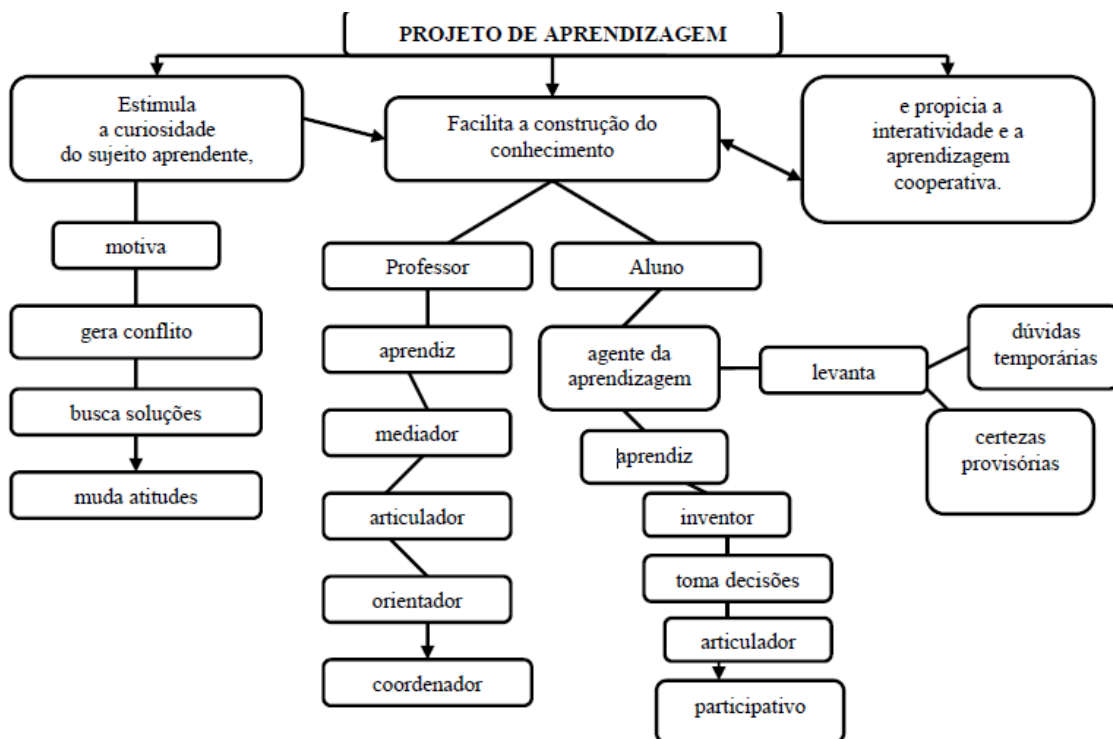 PROJETO DE APRENDIZAGEM
Estimula
a curiosidade
do sujeito aprendente,
Facilita a construção do
conhecimento
e propicia a
interatividade e a
aprendizagem
cooperativa.
motiva
gera conflito
busca soluções
muda atitudes
Professor
aprendiz
mediador
articulador
orientador
coordenador
Aluno
agente da
aprendizagem
levanta
dúvidas
temporárias
certezas
provisórias
aprendiz
inventor
toma decisões
articulador
participativo